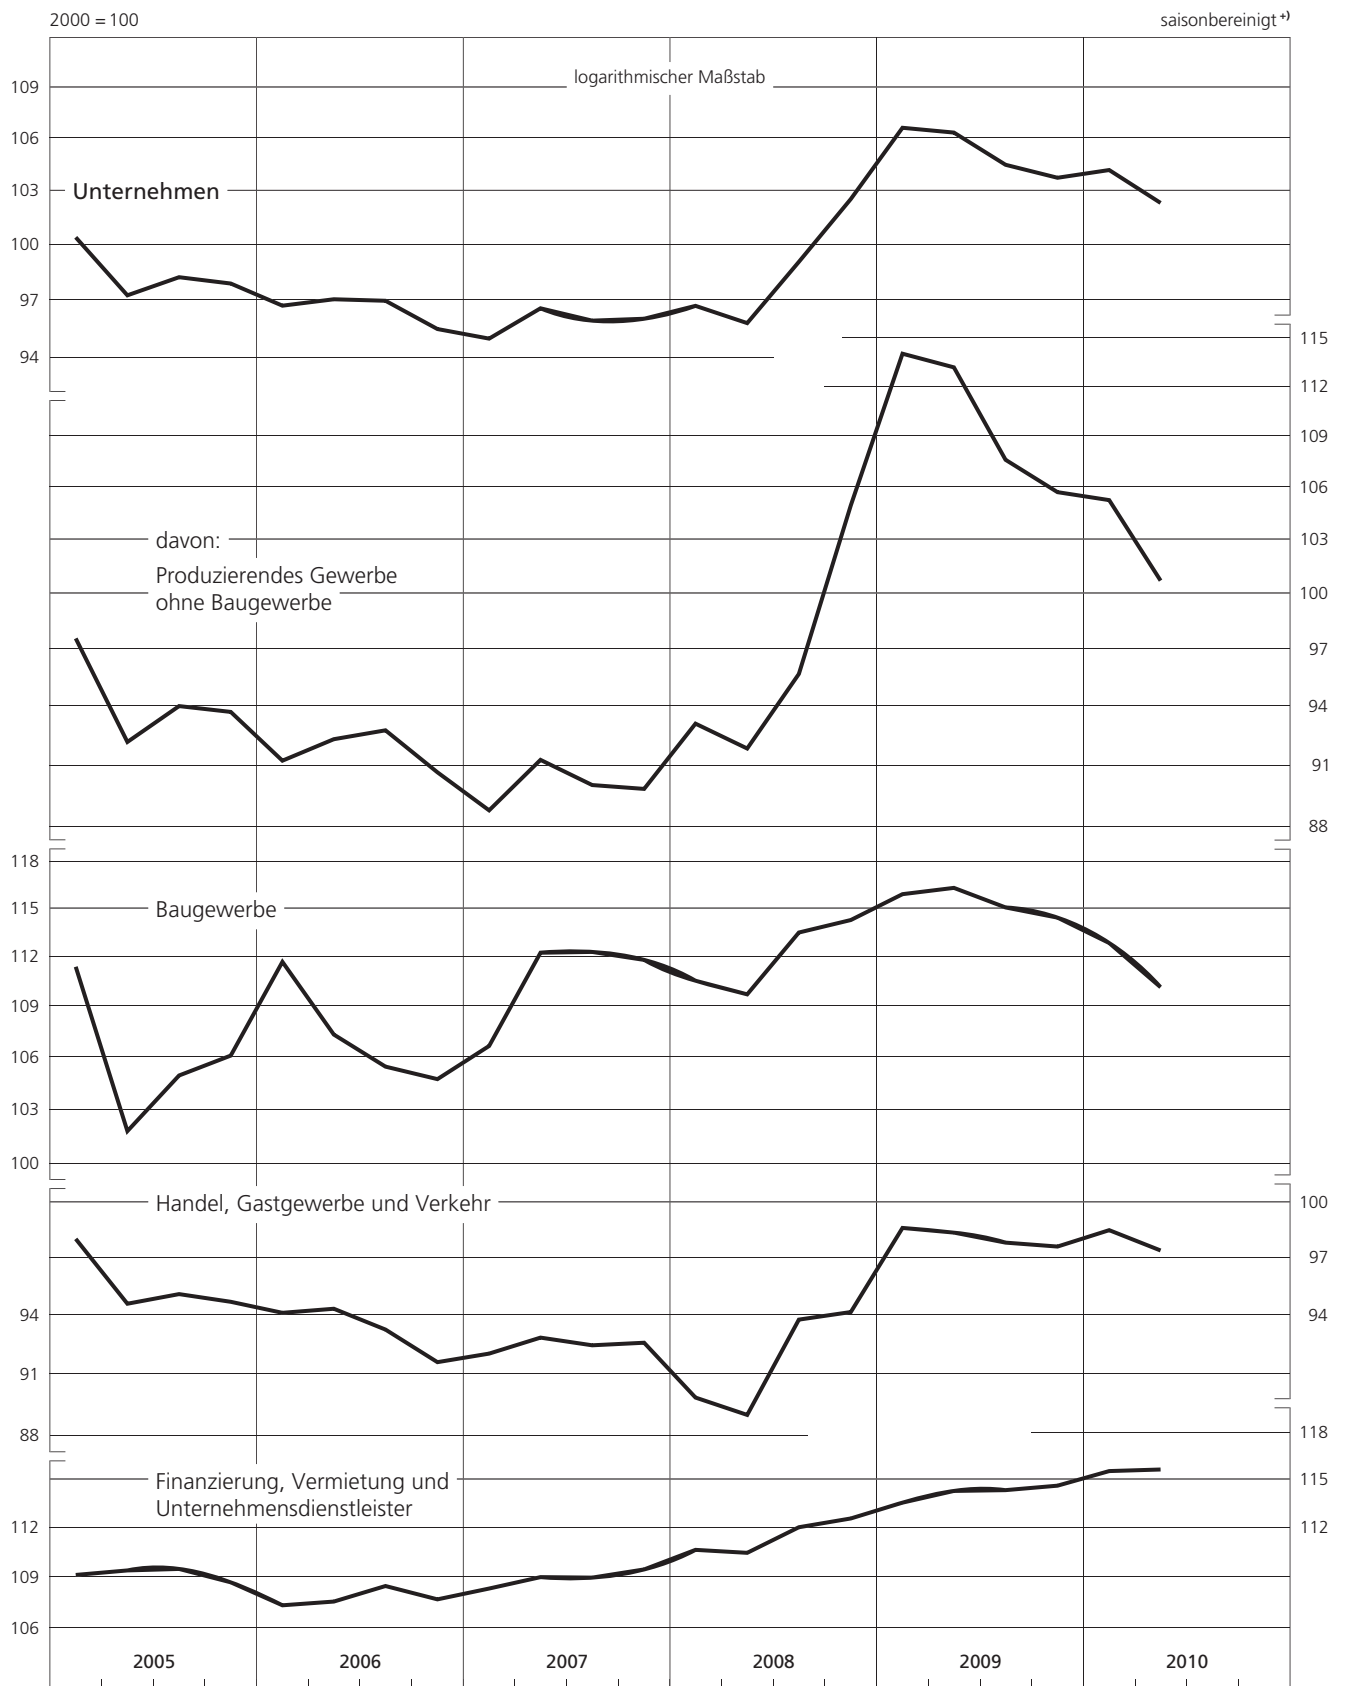 2000 = 100
saisonbereinigt +)
logarithmischer Maßstab
109
106
103
Unternehmen
100
97
115
94
112
109
106
davon:
103
Produzierendes Gewerbe
100
ohne Baugewerbe
97
94
91
88
118
115
Baugewerbe
112
109
106
103
100
Handel, Gastgewerbe und Verkehr
100
97
94
94
91
88
118
Finanzierung, Vermietung und
115
Unternehmensdienstleister
112
112
109
106
2005 2006 2007 2008 2009 2010